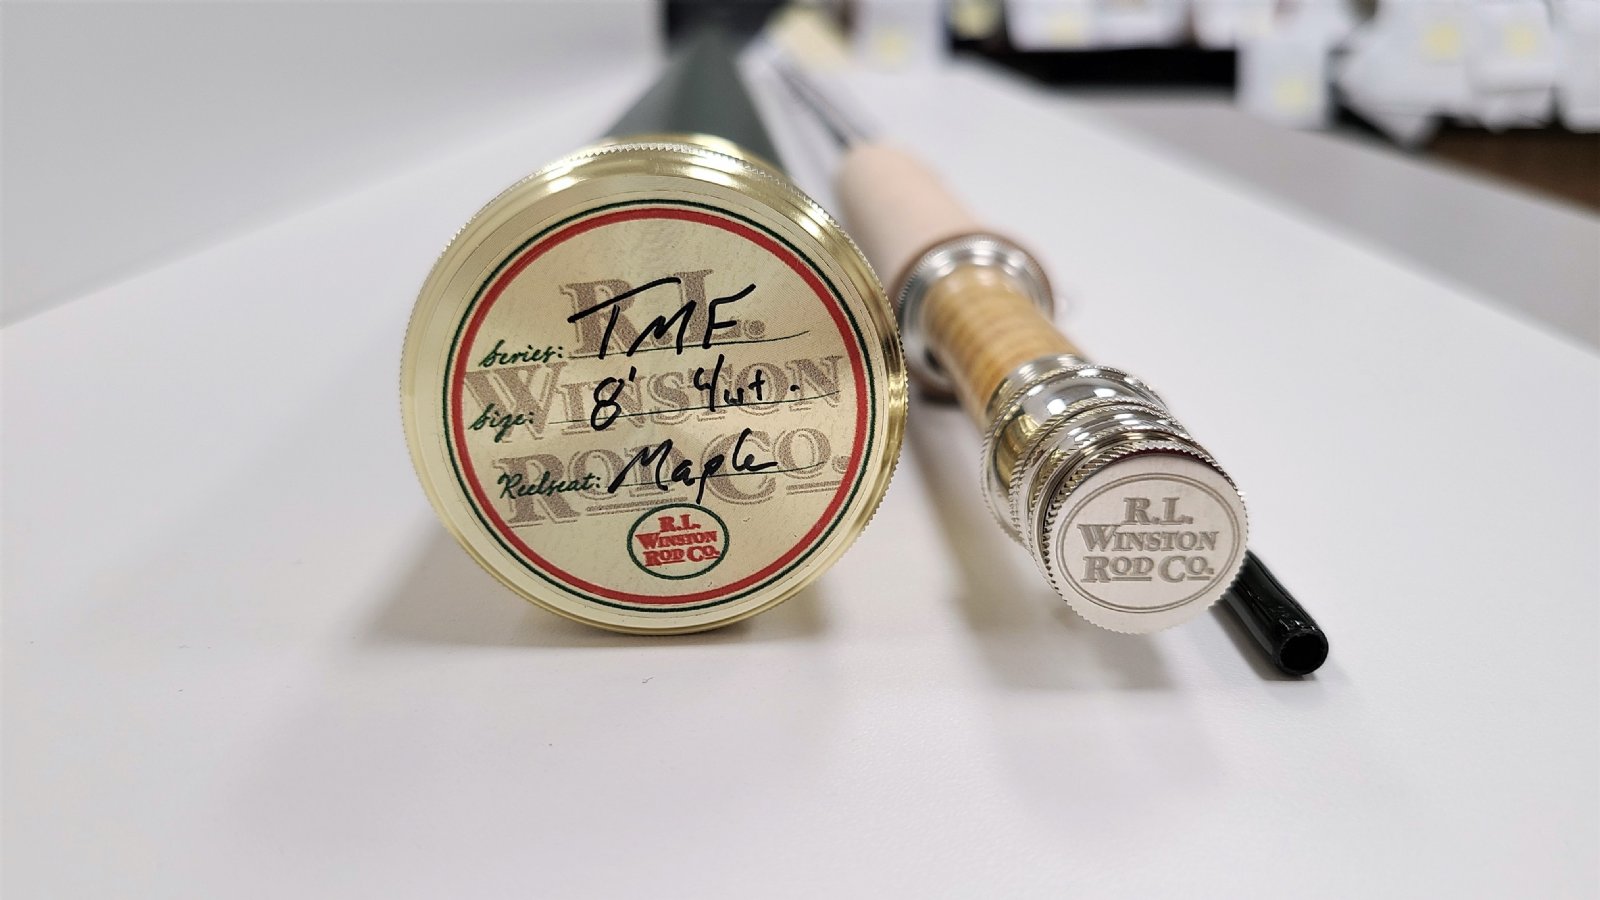 R.L.
Winston
Rod Co.
Series: TMF
Size: 8' 4wt.
Reelseat: Maple
R.L.
Winston
Rod Co.
R.L.
Winston
Rod Co.